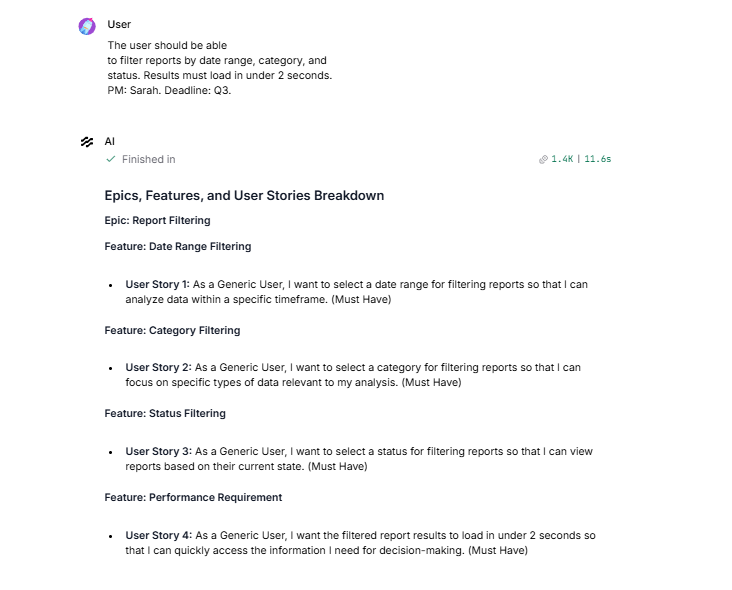 User
The user should be able
to filter reports by date range, category, and
status. Results must load in under 2 seconds.
PM: Sarah. Deadline: Q3.
AI
Finished in
1.4K | 11.6s
Epics, Features, and User Stories Breakdown
Epic: Report Filtering
Feature: Date Range Filtering
• User Story 1: As a Generic User, I want to select a date range for filtering reports so that I can
analyze data within a specific timeframe. (Must Have)
Feature: Category Filtering
• User Story 2: As a Generic User, I want to select a category for filtering reports so that I can
focus on specific types of data relevant to my analysis. (Must Have)
Feature: Status Filtering
• User Story 3: As a Generic User, I want to select a status for filtering reports so that I can view
reports based on their current state. (Must Have)
Feature: Performance Requirement
• User Story 4: As a Generic User, I want the filtered report results to load in under 2 seconds so
that I can quickly access the information I need for decision-making. (Must Have)